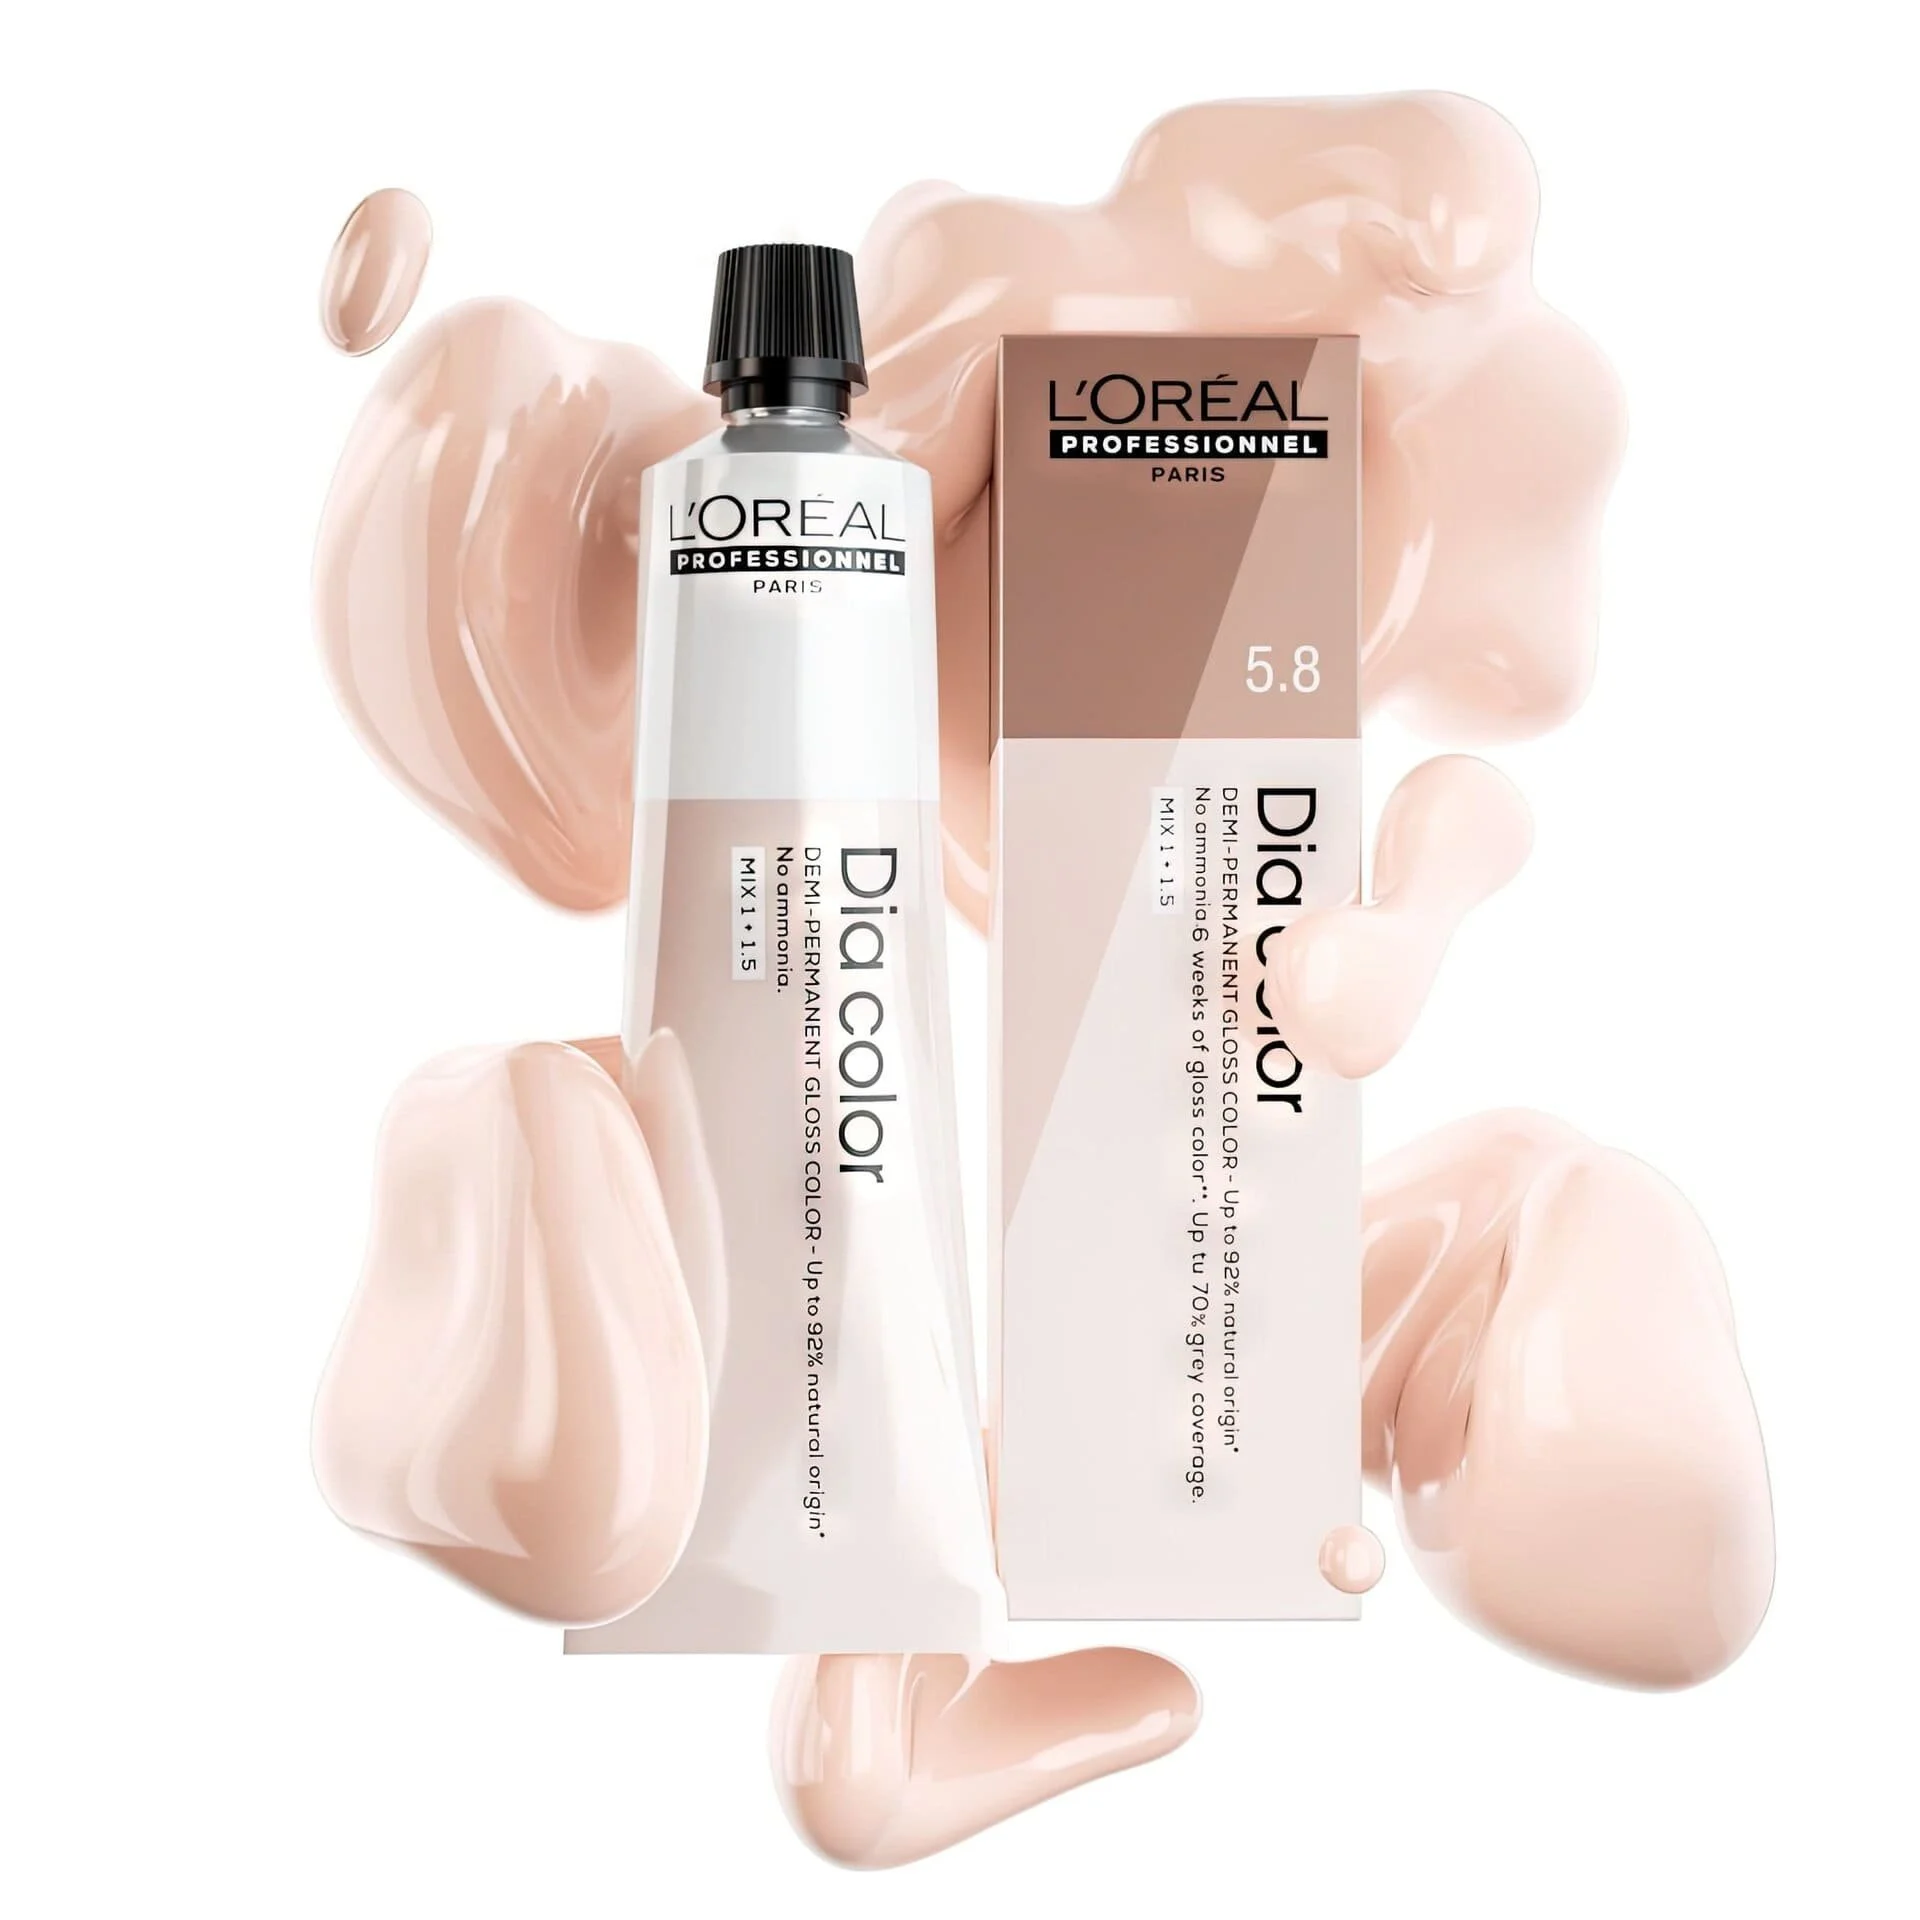 L'ORÉAL
PROFESSIONNEL
PARIS
Dia color
DEMI-PERMANENT GLOSS COLOR - Up to 92% natural origin*
No ammonia.
MIX 1 + 1.5
L'ORÉAL
PROFESSIONNEL
PARIS
5.8
Dia color
DEMI-PERMANENT GLOSS COLOR - Up to 92% natural origin*
No ammonia.6 weeks of gloss color**. Up tu 70% grey coverage.
MIX 1 + 1.5